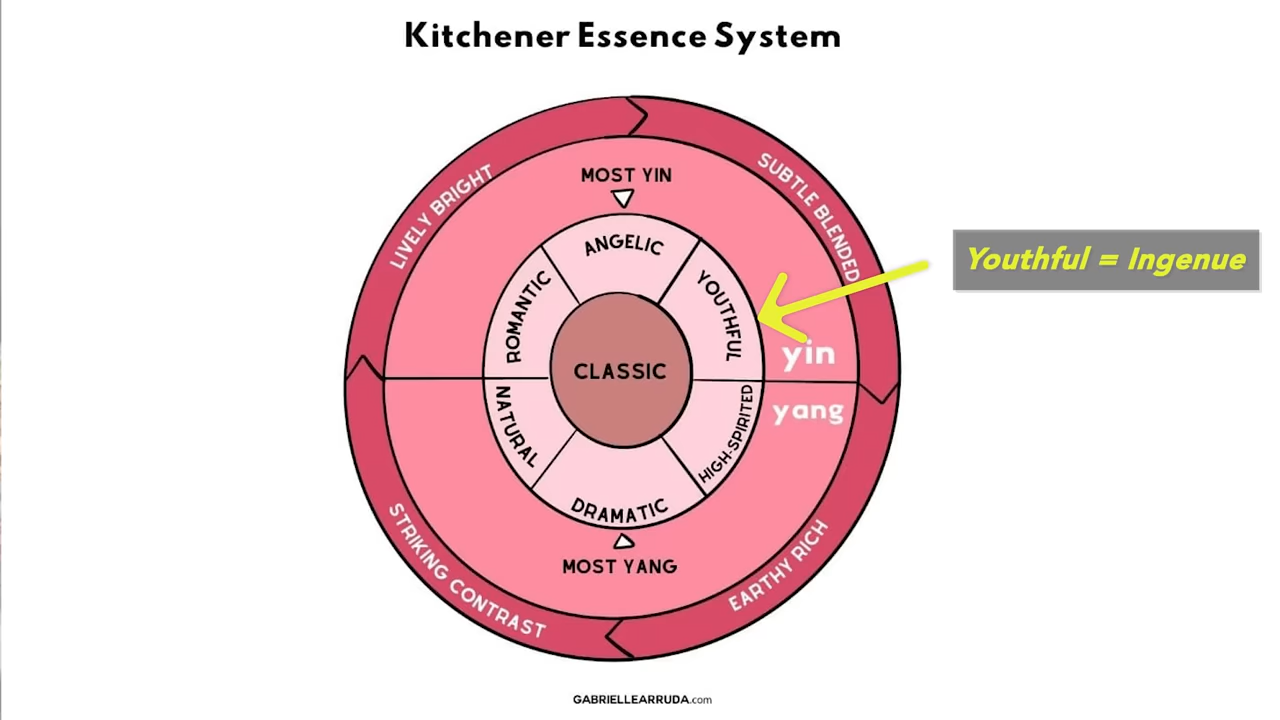 Kitchener Essence System
LIVELY BRIGHT
SUBTLE BLENDED
MOST YIN
ANGELIC
Youthful = Ingenue
ROMANTIC
YOUTHFUL
CLASSIC
yin
yang
NATURAL
HIGH-SPIRITED
DRAMATIC
MOST YANG
STRIKING CONTRAST
EARTHY RICH
GABRIELLEARRUDA.com